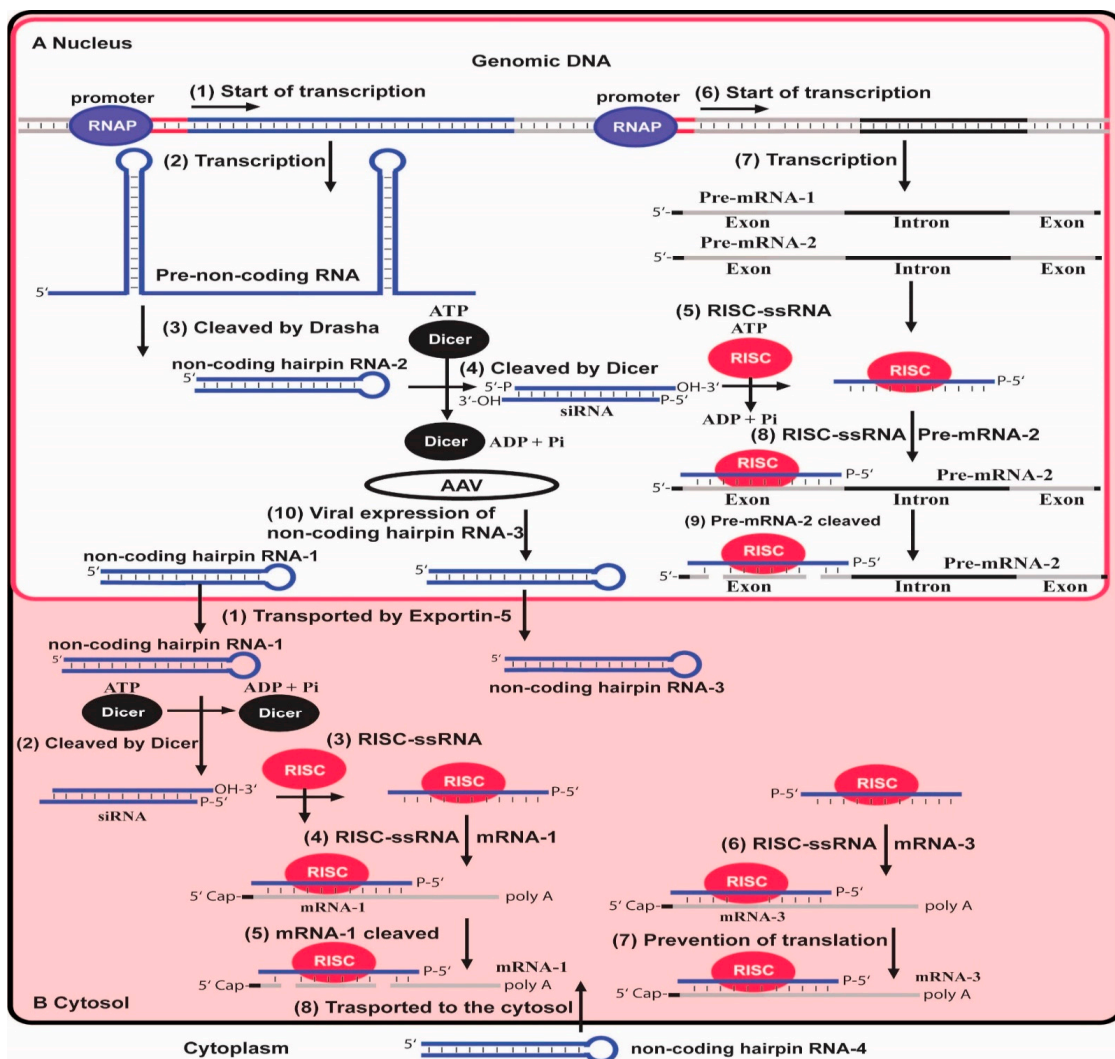 A Nucleus
Genomic DNA
promoter
(1) Start of transcription
RNAP
promoter
(6) Start of transcription
RNAP
(2) Transcription
(7) Transcription
Pre-mRNA-1
5′-
Exon
Intron
Exon
Pre-mRNA-2
5′-
Exon
Intron
Exon
Pre-non-coding RNA
5′
(3) Cleaved by Drasha
ATP
Dicer
(5) RISC-ssRNA
ATP
RISC
non-coding hairpin RNA-2
5′
(4) Cleaved by Dicer
5′-P
OH-3′
3′-OH
P-5′
siRNA
RISC
P-5′
Dicer
ADP + Pi
ADP + Pi
(8) RISC-ssRNA
Pre-mRNA-2
AAV
RISC
P-5′
Pre-mRNA-2
5′-
Exon
Intron
(10) Viral expression of
non-coding hairpin RNA-3
(9) Pre-mRNA-2 cleaved
non-coding hairpin RNA-1
5′
5′
RISC
P-5′
Pre-mRNA-2
5′-
Exon
Intron
Exon
(1) Transported by Exportin-5
non-coding hairpin RNA-1
5′
5′
non-coding hairpin RNA-3
ATP
Dicer
ADP + Pi
Dicer
(2) Cleaved by Dicer
(3) RISC-ssRNA
RISC
OH-3′
P-5′
siRNA
RISC
P-5′
P-5′
RISC
(4) RISC-ssRNA
mRNA-1
(6) RISC-ssRNA
mRNA-3
RISC
P-5′
5′ Cap-
poly A
mRNA-1
RISC
P-5′
5′ Cap-
poly A
mRNA-3
(5) mRNA-1 cleaved
(7) Prevention of translation
RISC
P-5′
mRNA-1
5′ Cap-
poly A
RISC
P-5′
mRNA-3
5′ Cap-
poly A
B Cytosol
(8) Trasported to the cytosol
Cytoplasm
5′
non-coding hairpin RNA-4